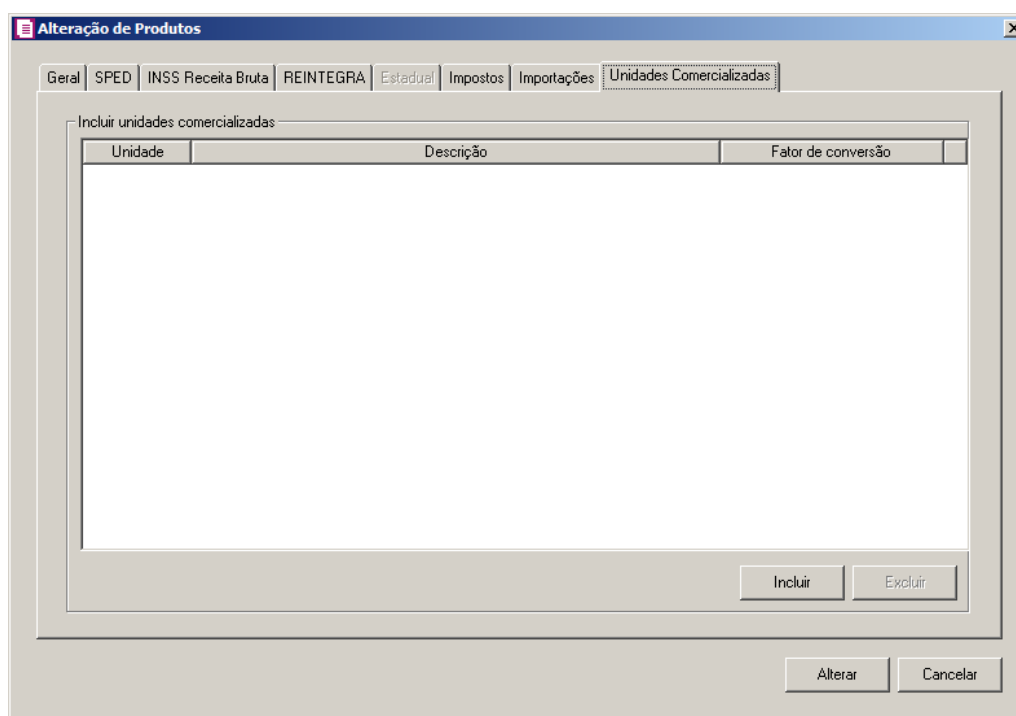 Alteração de Produtos
Geral SPED INSS Receita Bruta REINTEGRA Estadual Impostos Importações Unidades Comercializadas
Incluir unidades comercializadas
Unidade Descrição Fator de conversão
Incluir Excluir
Alterar Cancelar